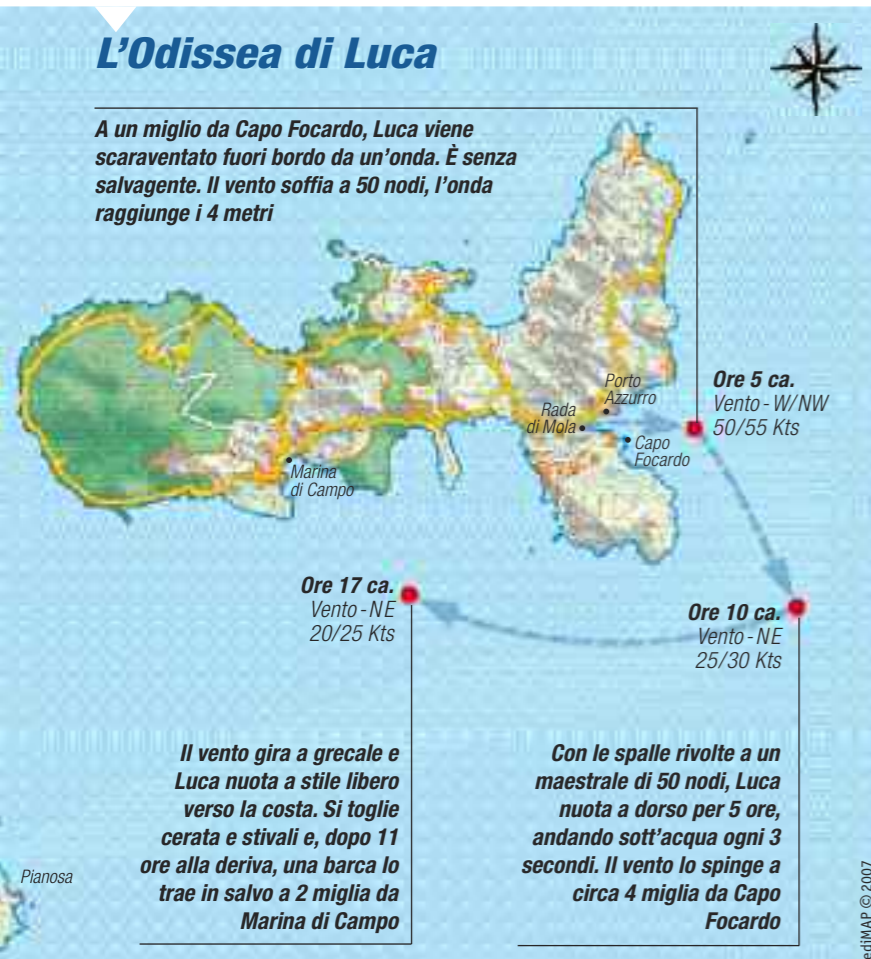 L'Odissea di Luca
A un miglio da Capo Focardo, Luca viene
scaraventato fuori bordo da un'onda. È senza
salvagente. Il vento soffia a 50 nodi, l'onda
raggiunge i 4 metri
Porto
Azzurro
Rada
di Mola
Capo
Focardo
Marina
di Campo
Ore 5 ca.
Vento - W/NW
50/55 Kts
Ore 17 ca.
Vento - NE
20/25 Kts
Ore 10 ca.
Vento - NE
25/30 Kts
Il vento gira a grecale e
Luca nuota a stile libero
verso la costa. Si toglie
cerata e stivali e, dopo 11
ore alla deriva, una barca lo
trae in salvo a 2 miglia da
Marina di Campo
Con le spalle rivolte a un
maestrale di 50 nodi, Luca
nuota a dorso per 5 ore,
andando sott'acqua ogni 3
secondi. Il vento lo spinge a
circa 4 miglia da Capo
Focardo
Pianosa
ediMAP © 2007